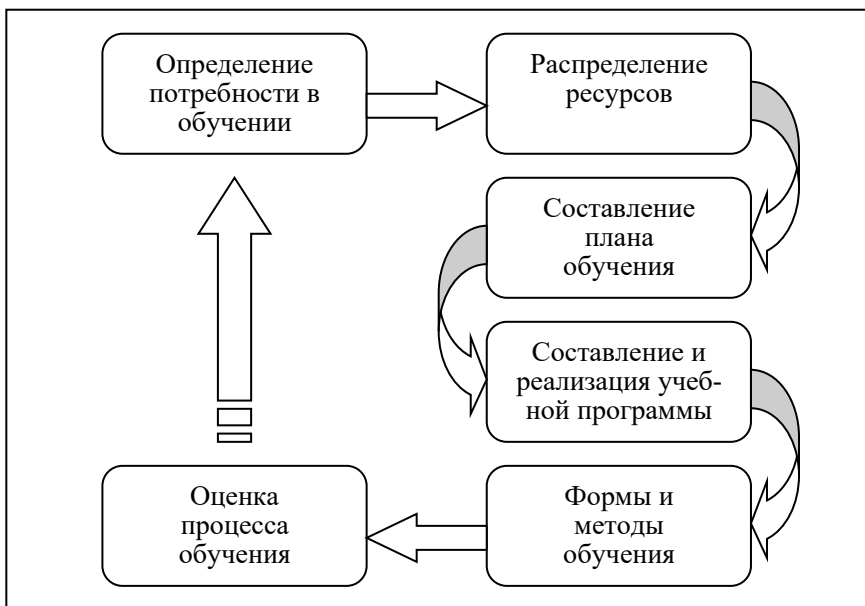 Определение
потребности в
обучении
Распределение
ресурсов
Составление
плана
обучения
Составление и
реализация учеб-
ной программы
Формы и
методы
обучения
Оценка
процесса
обучения